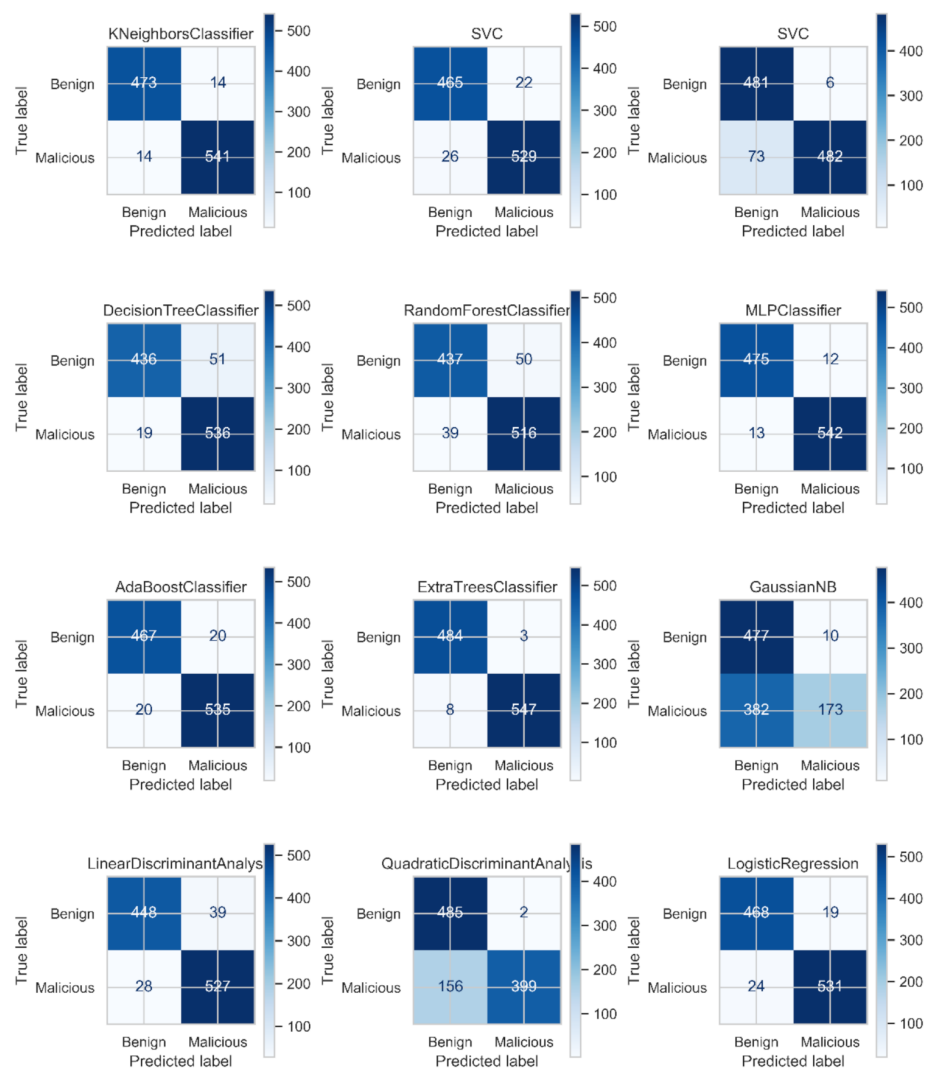 KNeighborsClassifier
500
Benign
473
14
400
True label
300
Malicious
14
541
200
100
Benign Malicious
Predicted label
SVC
500
Benign
465
22
400
True label
300
Malicious
26
529
200
100
Benign Malicious
Predicted label
SVC
400
Benign
481
6
300
True label
200
Malicious
73
482
100
Benign Malicious
Predicted label
DecisionTreeClassifier
500
Benign
436
51
400
True label
300
Malicious
19
536
200
100
Benign Malicious
Predicted label
RandomForestClassifier
500
Benign
437
50
400
True label
300
Malicious
39
516
200
100
Benign Malicious
Predicted label
MLPClassifier
500
Benign
475
12
400
True label
300
Malicious
13
542
200
100
Benign Malicious
Predicted label
AdaBoostClassifier
500
Benign
467
20
400
True label
300
Malicious
20
535
200
100
Benign Malicious
Predicted label
ExtraTreesClassifier
500
Benign
484
3
400
True label
300
Malicious
8
547
200
100
Benign Malicious
Predicted label
GaussianNB
400
Benign
477
10
300
True label
200
Malicious
382
173
100
Benign Malicious
Predicted label
LinearDiscriminantAnalys
500
Benign
448
39
400
True label
300
Malicious
28
527
200
100
Benign Malicious
Predicted label
QuadraticDiscriminantAnalysis
400
Benign
485
2
300
True label
200
Malicious
156
399
100
Benign Malicious
Predicted label
LogisticRegression
500
Benign
468
19
400
True label
300
Malicious
24
531
200
100
Benign Malicious
Predicted label